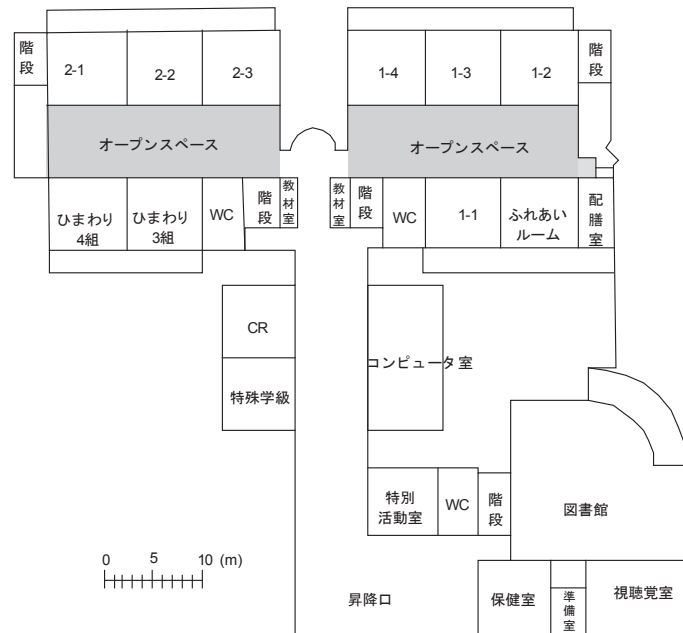 階
段
2-1
2-2
2-3
1-4
1-3
1-2
階
段
オープンスペース
オープンスペース
ひまわり
4組
ひまわり
3組
WC
階
段
教
材
室
教
材
室
階
段
WC
1-1
ふれあい
ルーム
配
膳
室
CR
特殊学級
コンピュータ室
特別
活動室
WC
階
段
図書館
0 5 10 (m)
昇降口
保健室
準
備
室
視聴覚室